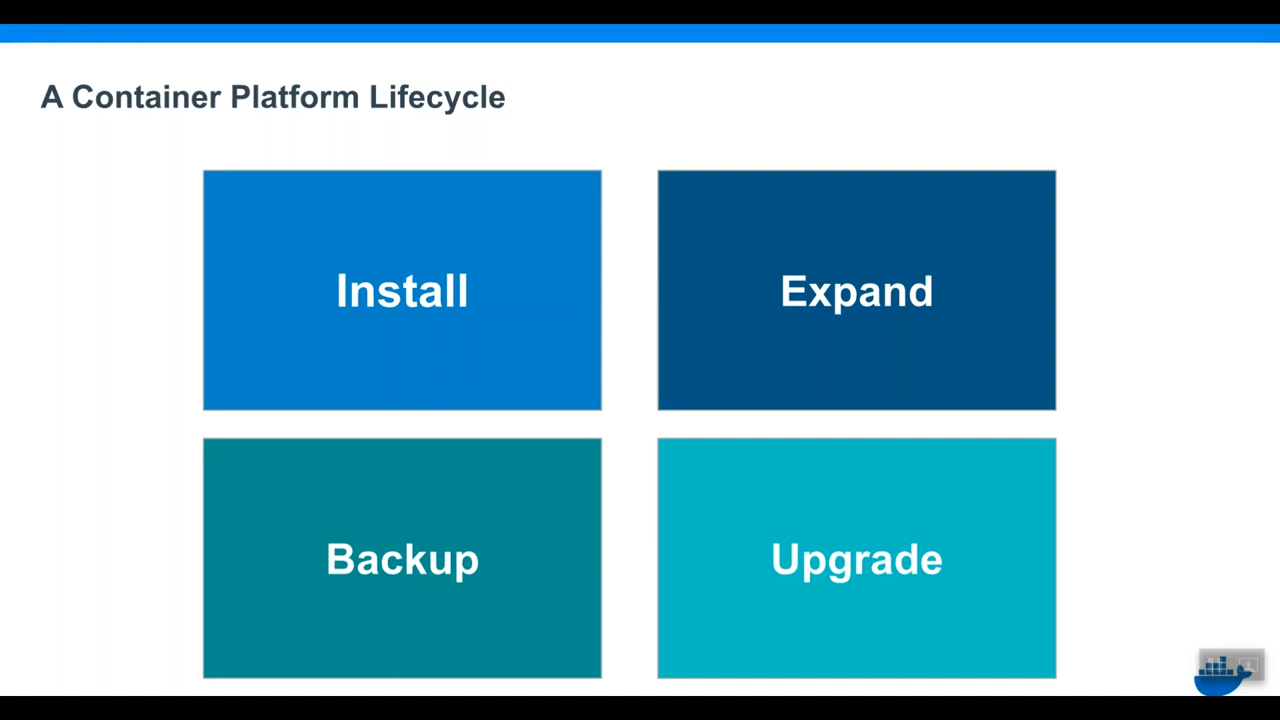 A Container Platform Lifecycle
Install
Expand
Backup
Upgrade